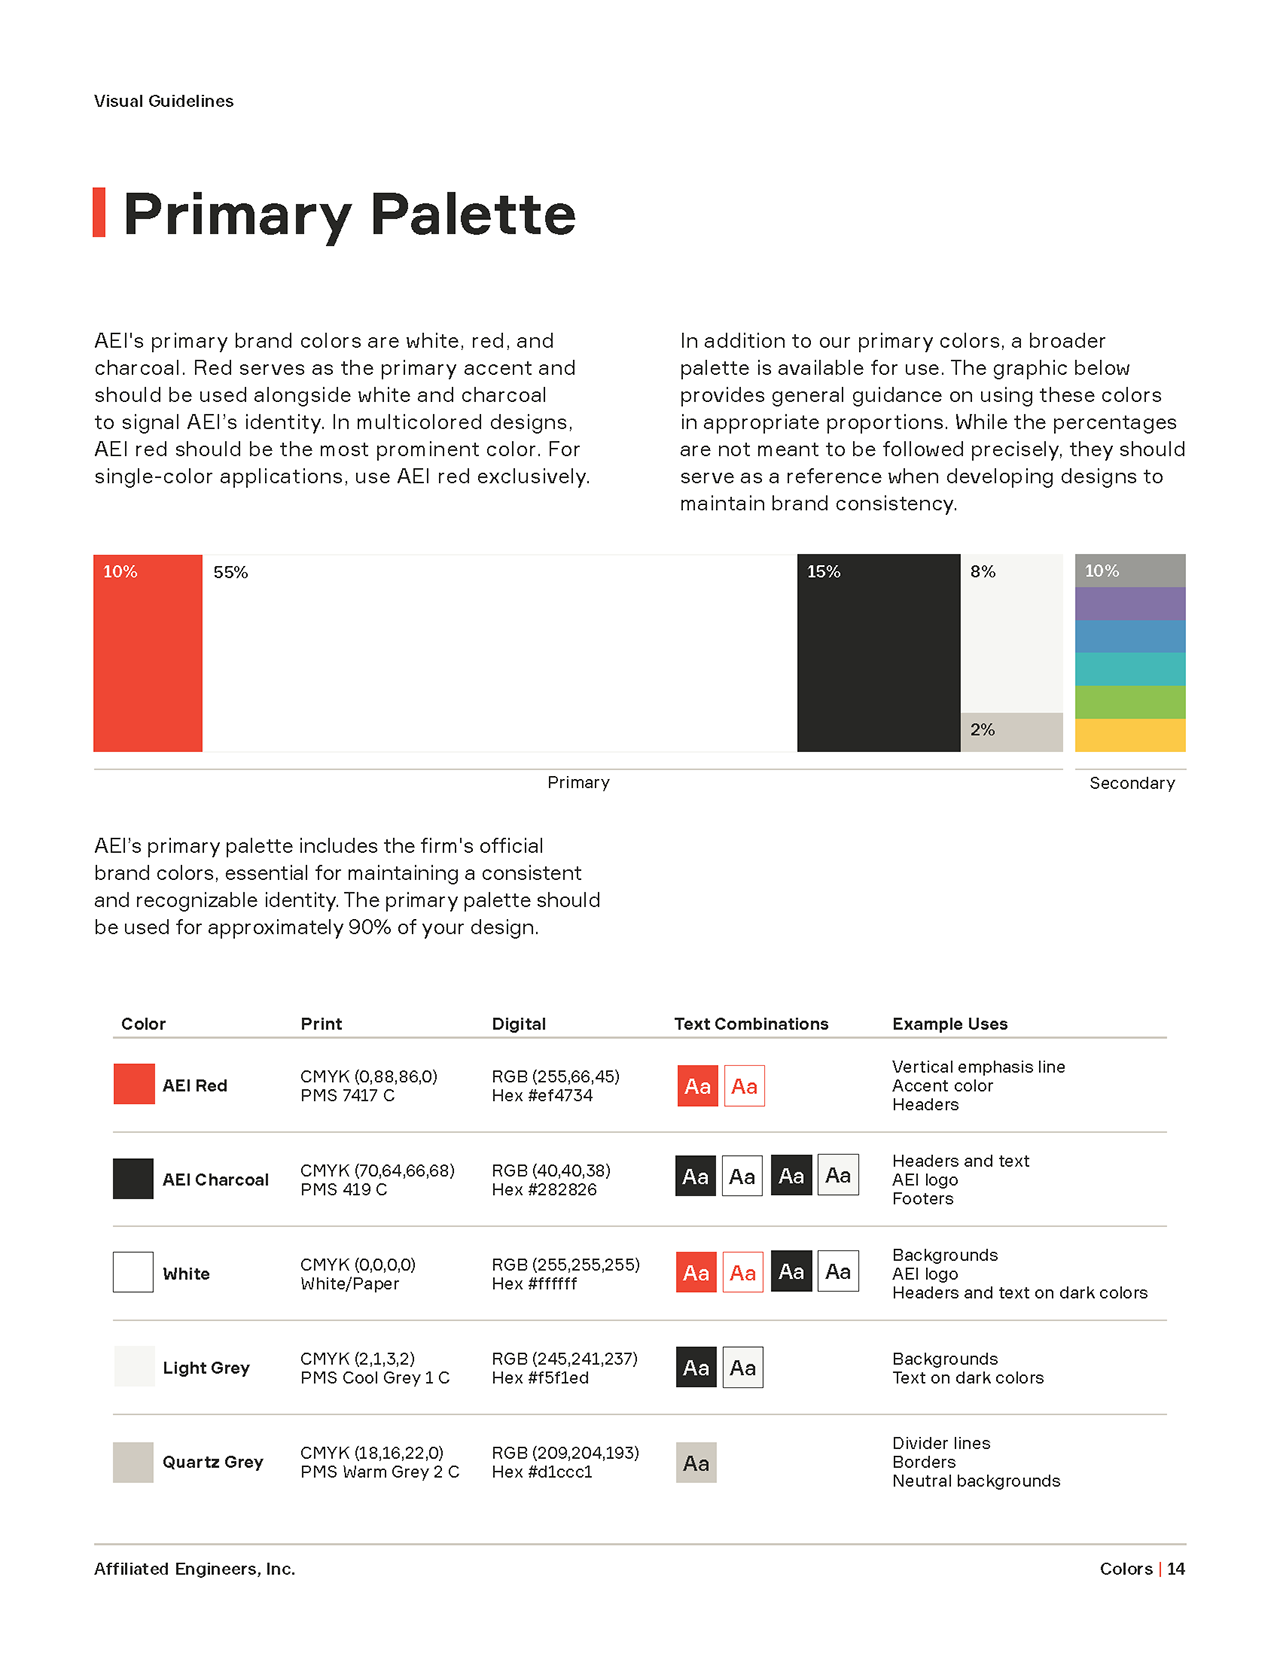 Visual Guidelines
Primary Palette
AEI's primary brand colors are white, red, and
charcoal. Red serves as the primary accent and
should be used alongside white and charcoal
to signal AEI’s identity. In multicolored designs,
AEI red should be the most prominent color. For
single-color applications, use AEI red exclusively.
In addition to our primary colors, a broader
palette is available for use. The graphic below
provides general guidance on using these colors
in appropriate proportions. While the percentages
are not meant to be followed precisely, they should
serve as a reference when developing designs to
maintain brand consistency.
10% 55% 15% 8% 10%
2%
Primary Secondary
AEI’s primary palette includes the firm's official
brand colors, essential for maintaining a consistent
and recognizable identity. The primary palette should
be used for approximately 90% of your design.
Color Print Digital Text Combinations Example Uses
AEI Red
CMYK (0,88,86,0)
PMS 7417 C
RGB (255,66,45)
Hex #ef4734
Aa Aa
Vertical emphasis line
Accent color
Headers
AEI Charcoal
CMYK (70,64,66,68)
PMS 419 C
RGB (40,40,38)
Hex #282826
Aa Aa Aa Aa
Headers and text
AEI logo
Footers
White
CMYK (0,0,0,0)
White/Paper
RGB (255,255,255)
Hex #ffffff
Aa Aa Aa Aa
Backgrounds
AEI logo
Headers and text on dark colors
Light Grey
CMYK (2,1,3,2)
PMS Cool Grey 1 C
RGB (245,241,237)
Hex #f5f1ed
Aa Aa
Backgrounds
Text on dark colors
Quartz Grey
CMYK (18,16,22,0)
PMS Warm Grey 2 C
RGB (209,204,193)
Hex #d1ccc1
Aa
Divider lines
Borders
Neutral backgrounds
Affiliated Engineers, Inc. Colors | 14